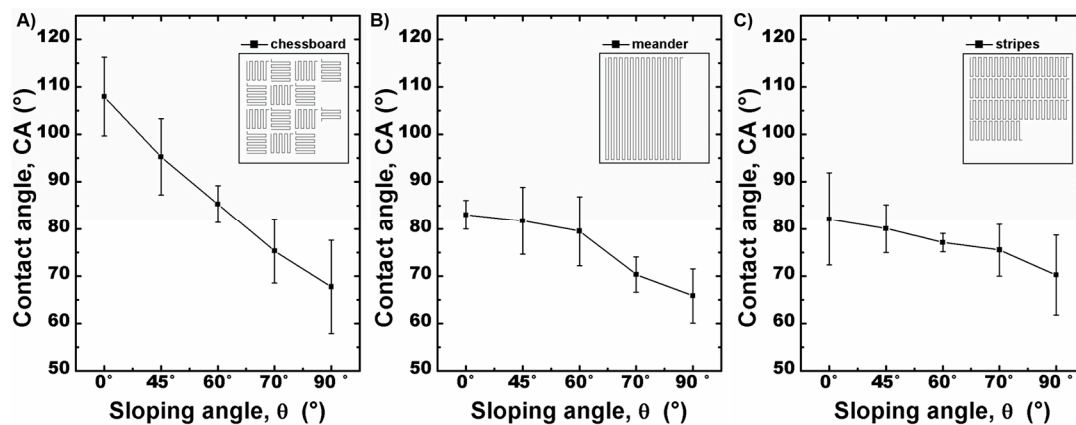 A)
chessboard
Contact angle, CA (°)
120
110
100
90
80
70
60
50
0° 45° 60° 70° 90°
Sloping angle, θ (°)
B)
meander
Contact angle, CA (°)
120
110
100
90
80
70
60
50
0° 45° 60° 70° 90°
Sloping angle, θ (°)
C)
stripes
Contact angle, CA (°)
120
110
100
90
80
70
60
50
0° 45° 60° 70° 90°
Sloping angle, θ (°)